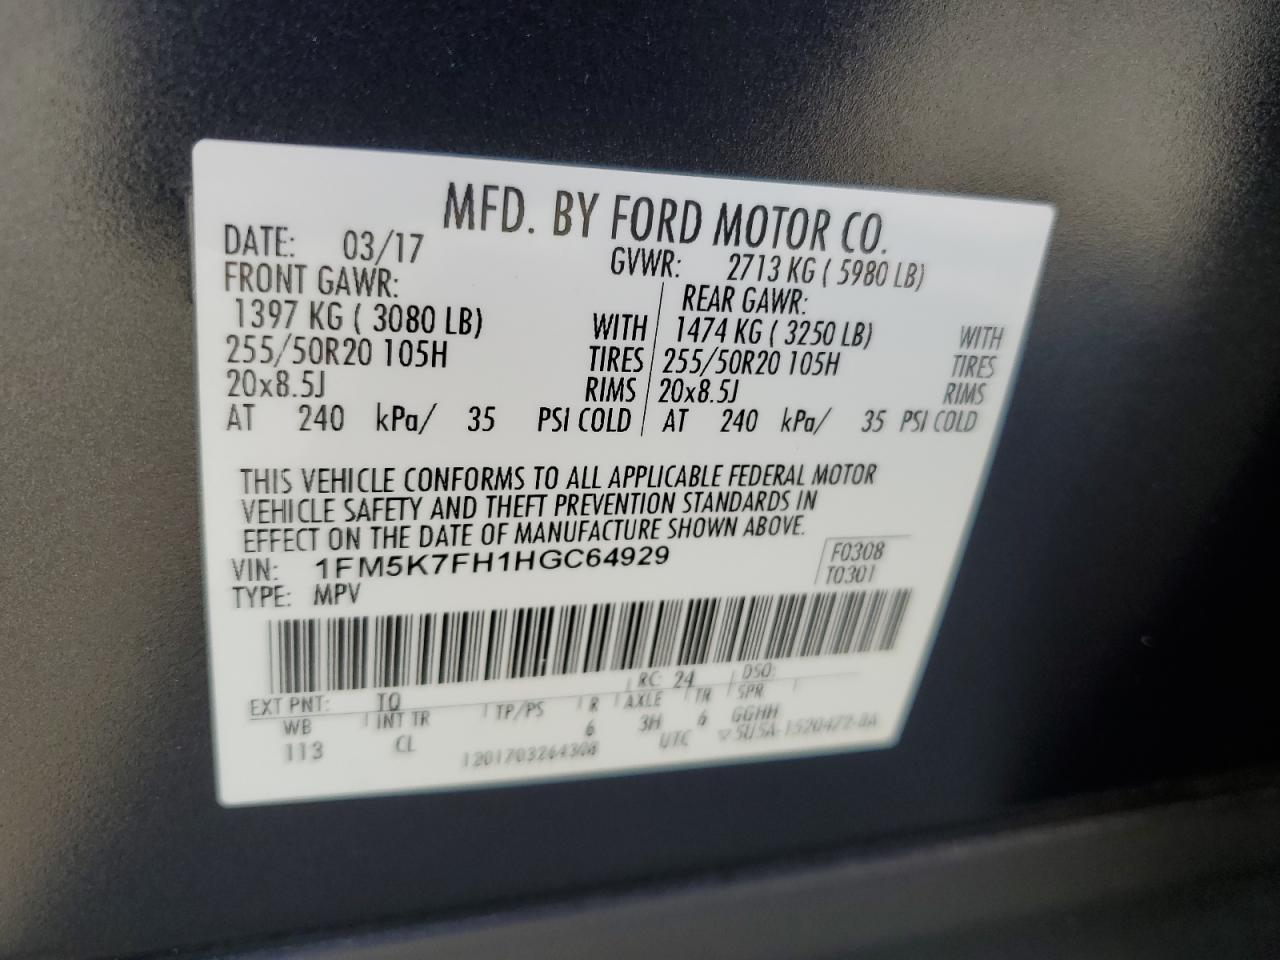 MFD. BY FORD MOTOR CO.
DATE: 03/17 GVWR: 2713 KG ( 5980 LB)
FRONT GAWR: REAR GAWR:
1397 KG ( 3080 LB) WITH 1474 KG ( 3250 LB) WITH
255/50R20 105H TIRES 255/50R20 105H TIRES
20x8.5J RIMS 20x8.5J RIMS
AT 240 kPa/ 35 PSI COLD AT 240 kPa/ 35 PSI COLD
THIS VEHICLE CONFORMS TO ALL APPLICABLE FEDERAL MOTOR
VEHICLE SAFETY AND THEFT PREVENTION STANDARDS IN
EFFECT ON THE DATE OF MANUFACTURE SHOWN ABOVE.
VIN: 1FM5K7FH1HGC64929 F0308
TYPE: MPV T0301
EXT PNT: TQ RC: 24 DSO:
WB INT TR TP/PS R AXLE TR SPR
113 CL 6 3H 6 GGHH
1201703264308 UTC